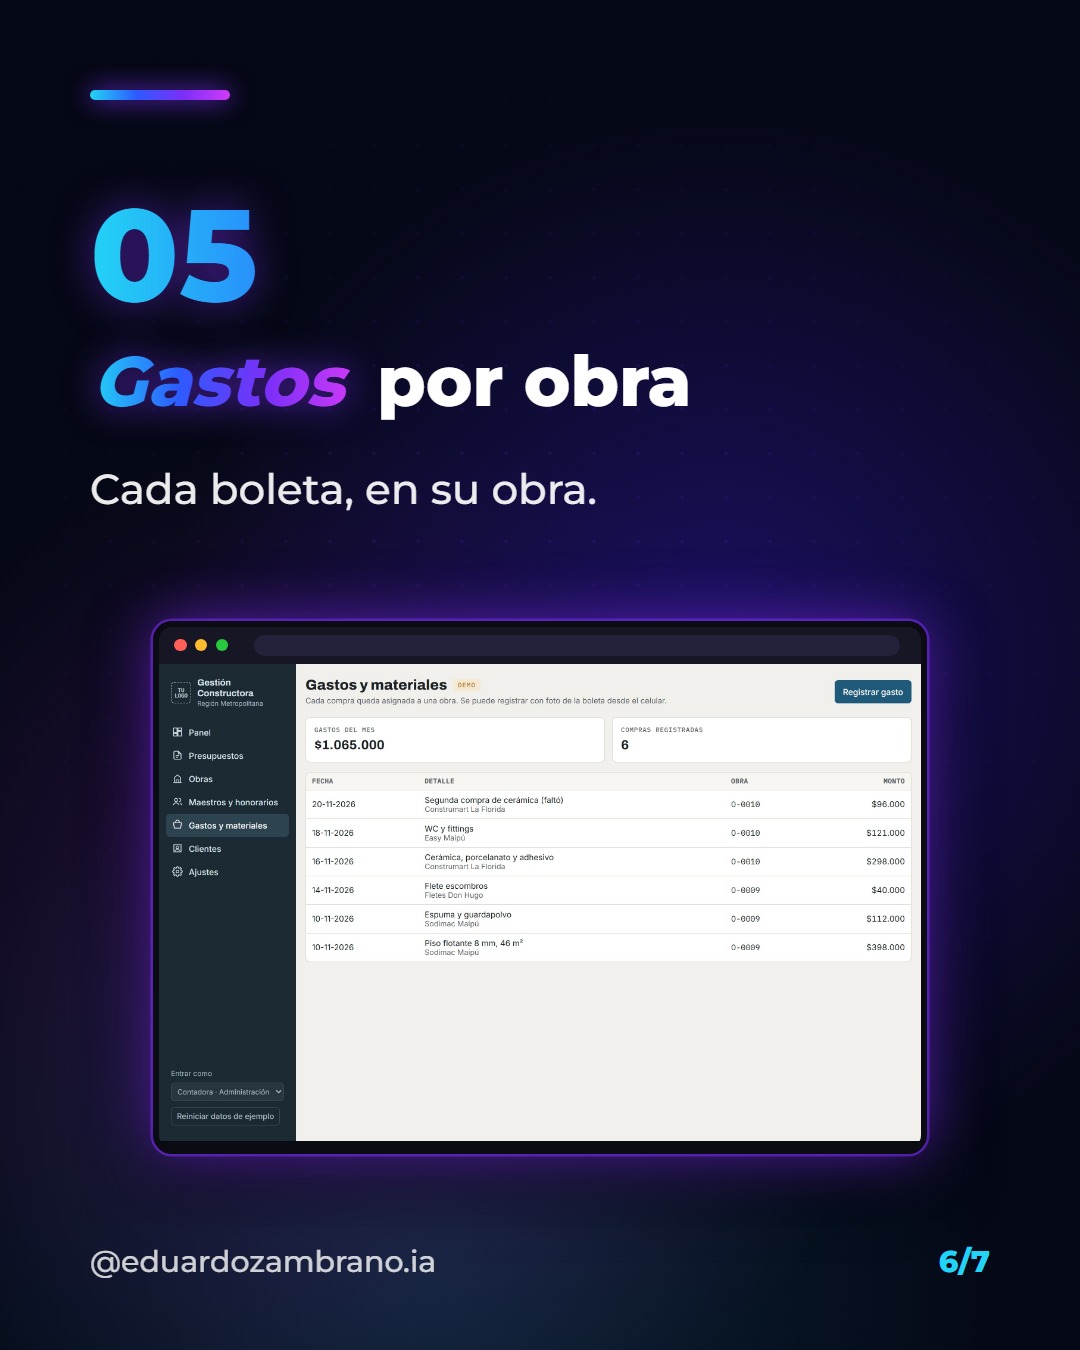 05
Gastos por obra
Cada boleta, en su obra.
TU
LOGO
Gestión
Constructora
Región Metropolitana
Panel
Presupuestos
Obras
Maestros y honorarios
Gastos y materiales
Clientes
Ajustes
Entrar como
Contadora · Administración
Reiniciar datos de ejemplo
Gastos y materiales DEMO
Cada compra queda asignada a una obra. Se puede registrar con foto de la boleta desde el celular.
Registrar gasto
GASTOS DEL MES
$1.065.000
COMPRAS REGISTRADAS
6
FECHA DETALLE OBRA MONTO
20-11-2026 Segunda compra de cerámica (faltó) O-0010 $96.000
Construmart La Florida
18-11-2026 WC y fittings O-0010 $121.000
Easy Maipú
16-11-2026 Cerámica, porcelanato y adhesivo O-0010 $298.000
Construmart La Florida
14-11-2026 Flete escombros O-0009 $40.000
Fletes Don Hugo
10-11-2026 Espuma y guardapolvo O-0009 $112.000
Sodimac Maipú
10-11-2026 Piso flotante 8 mm, 46 m² O-0009 $398.000
Sodimac Maipú
@eduardozambrano.ia
6/7